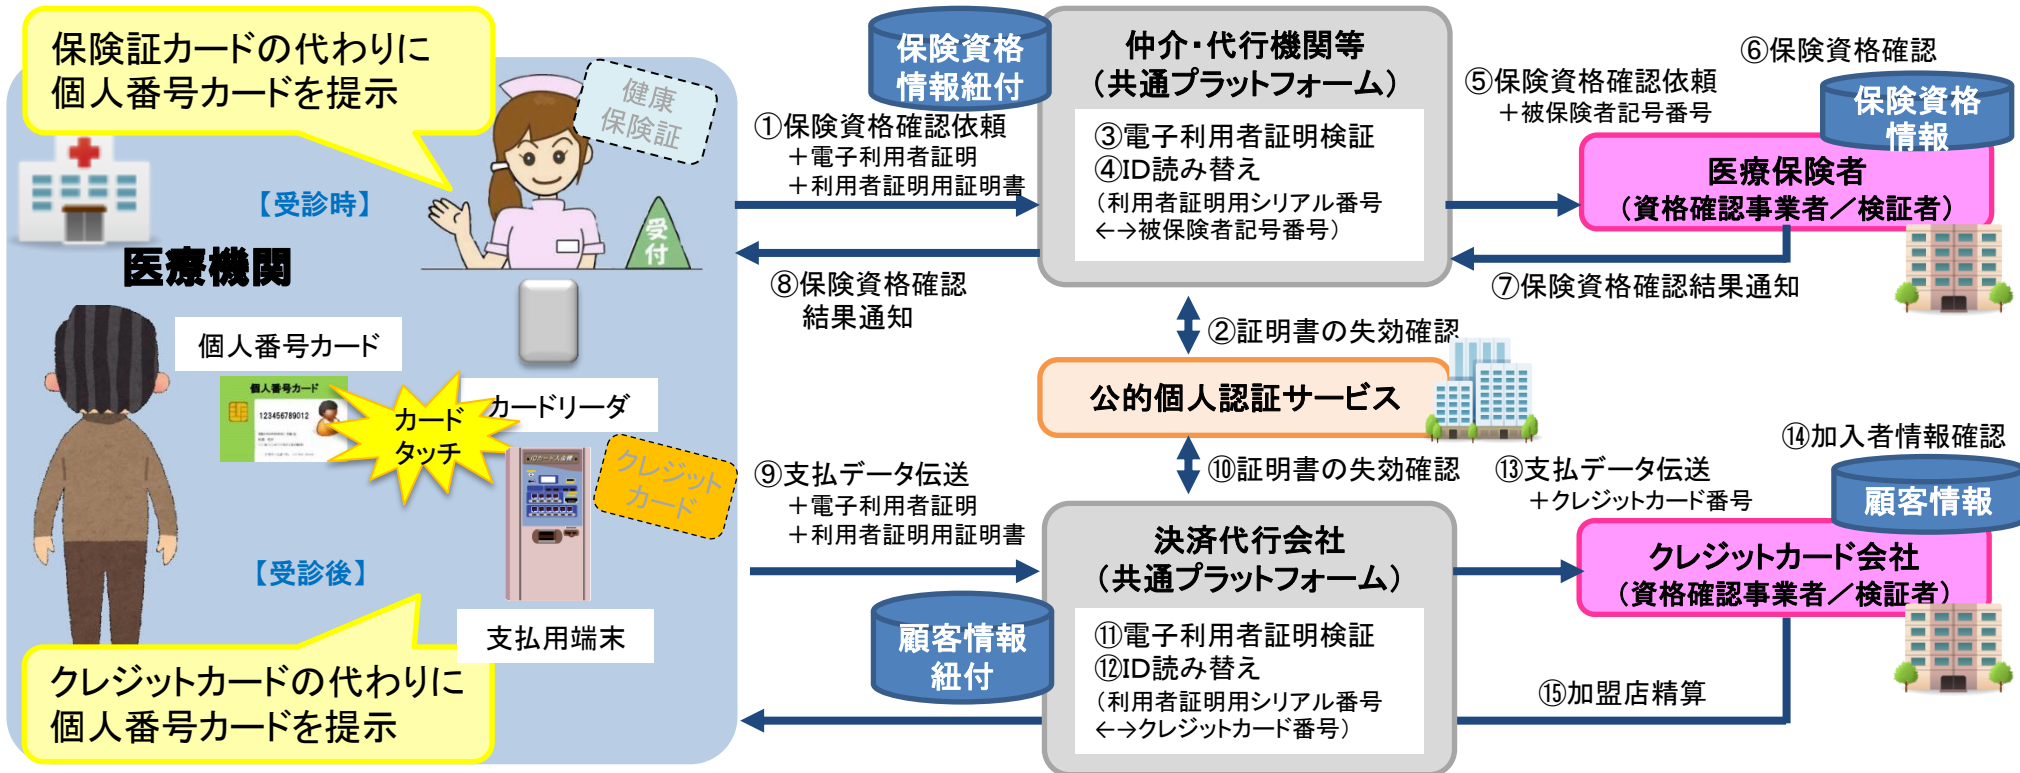 保険証カードの代わりに
個人番号カードを提示
健康
保険証
【受診時】
受
付
医療機関
個人番号カード
個人番号カード
123456789012
カード
タッチ
カードリーダ
クレジット
カード
【受診後】
支払用端末
クレジットカードの代わりに
個人番号カードを提示
保険資格
情報紐付
①保険資格確認依頼
＋電子利用者証明
＋利用者証明用証明書
⑧保険資格確認
結果通知
仲介・代行機関等
（共通プラットフォーム）
③電子利用者証明検証
④ID読み替え
（利用者証明用シリアル番号
←→被保険者記号番号）
②証明書の失効確認
公的個人認証サービス
⑩証明書の失効確認
⑤保険資格確認依頼
＋被保険者記号番号
⑥保険資格確認
保険資格
情報
医療保険者
（資格確認事業者／検証者）
⑦保険資格確認結果通知
⑨支払データ伝送
＋電子利用者証明
＋利用者証明用証明書
顧客情報
紐付
決済代行会社
（共通プラットフォーム）
⑪電子利用者証明検証
⑫ID読み替え
（利用者証明用シリアル番号
←→クレジットカード番号）
⑬支払データ伝送
＋クレジットカード番号
⑭加入者情報確認
顧客情報
クレジットカード会社
（資格確認事業者／検証者）
⑮加盟店精算